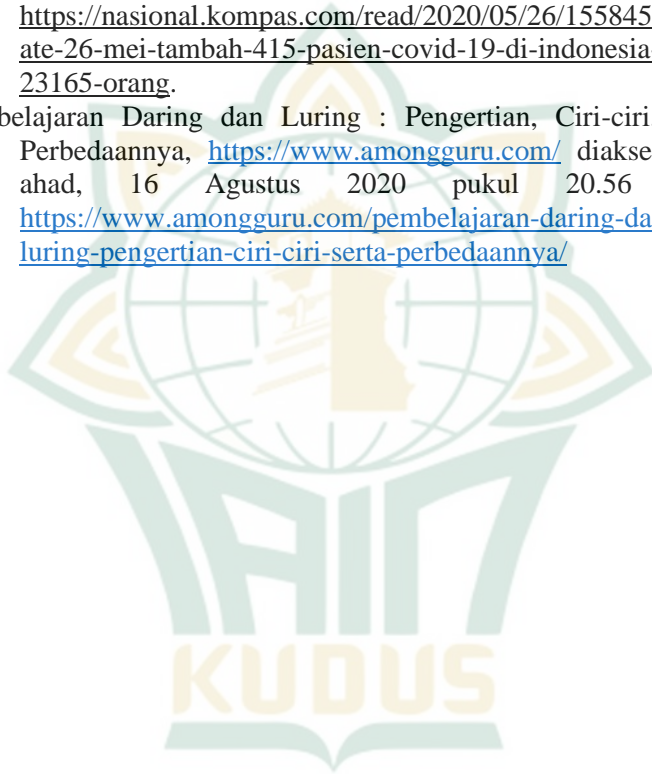 https://nasional.kompas.com/read/2020/05/26/155845
ate-26-mei-tambah-415-pasien-covid-19-di-indonesia
23165-orang.
belajaran Daring dan Luring : Pengertian, Ciri-ciri
Perbedaannya, https://www.amongguru.com/ diakse
ahad, 16 Agustus 2020 pukul 20.56
https://www.amongguru.com/pembelajaran-daring-da
luring-pengertian-ciri-ciri-serta-perbedaannya/
IAIN
KUDUS